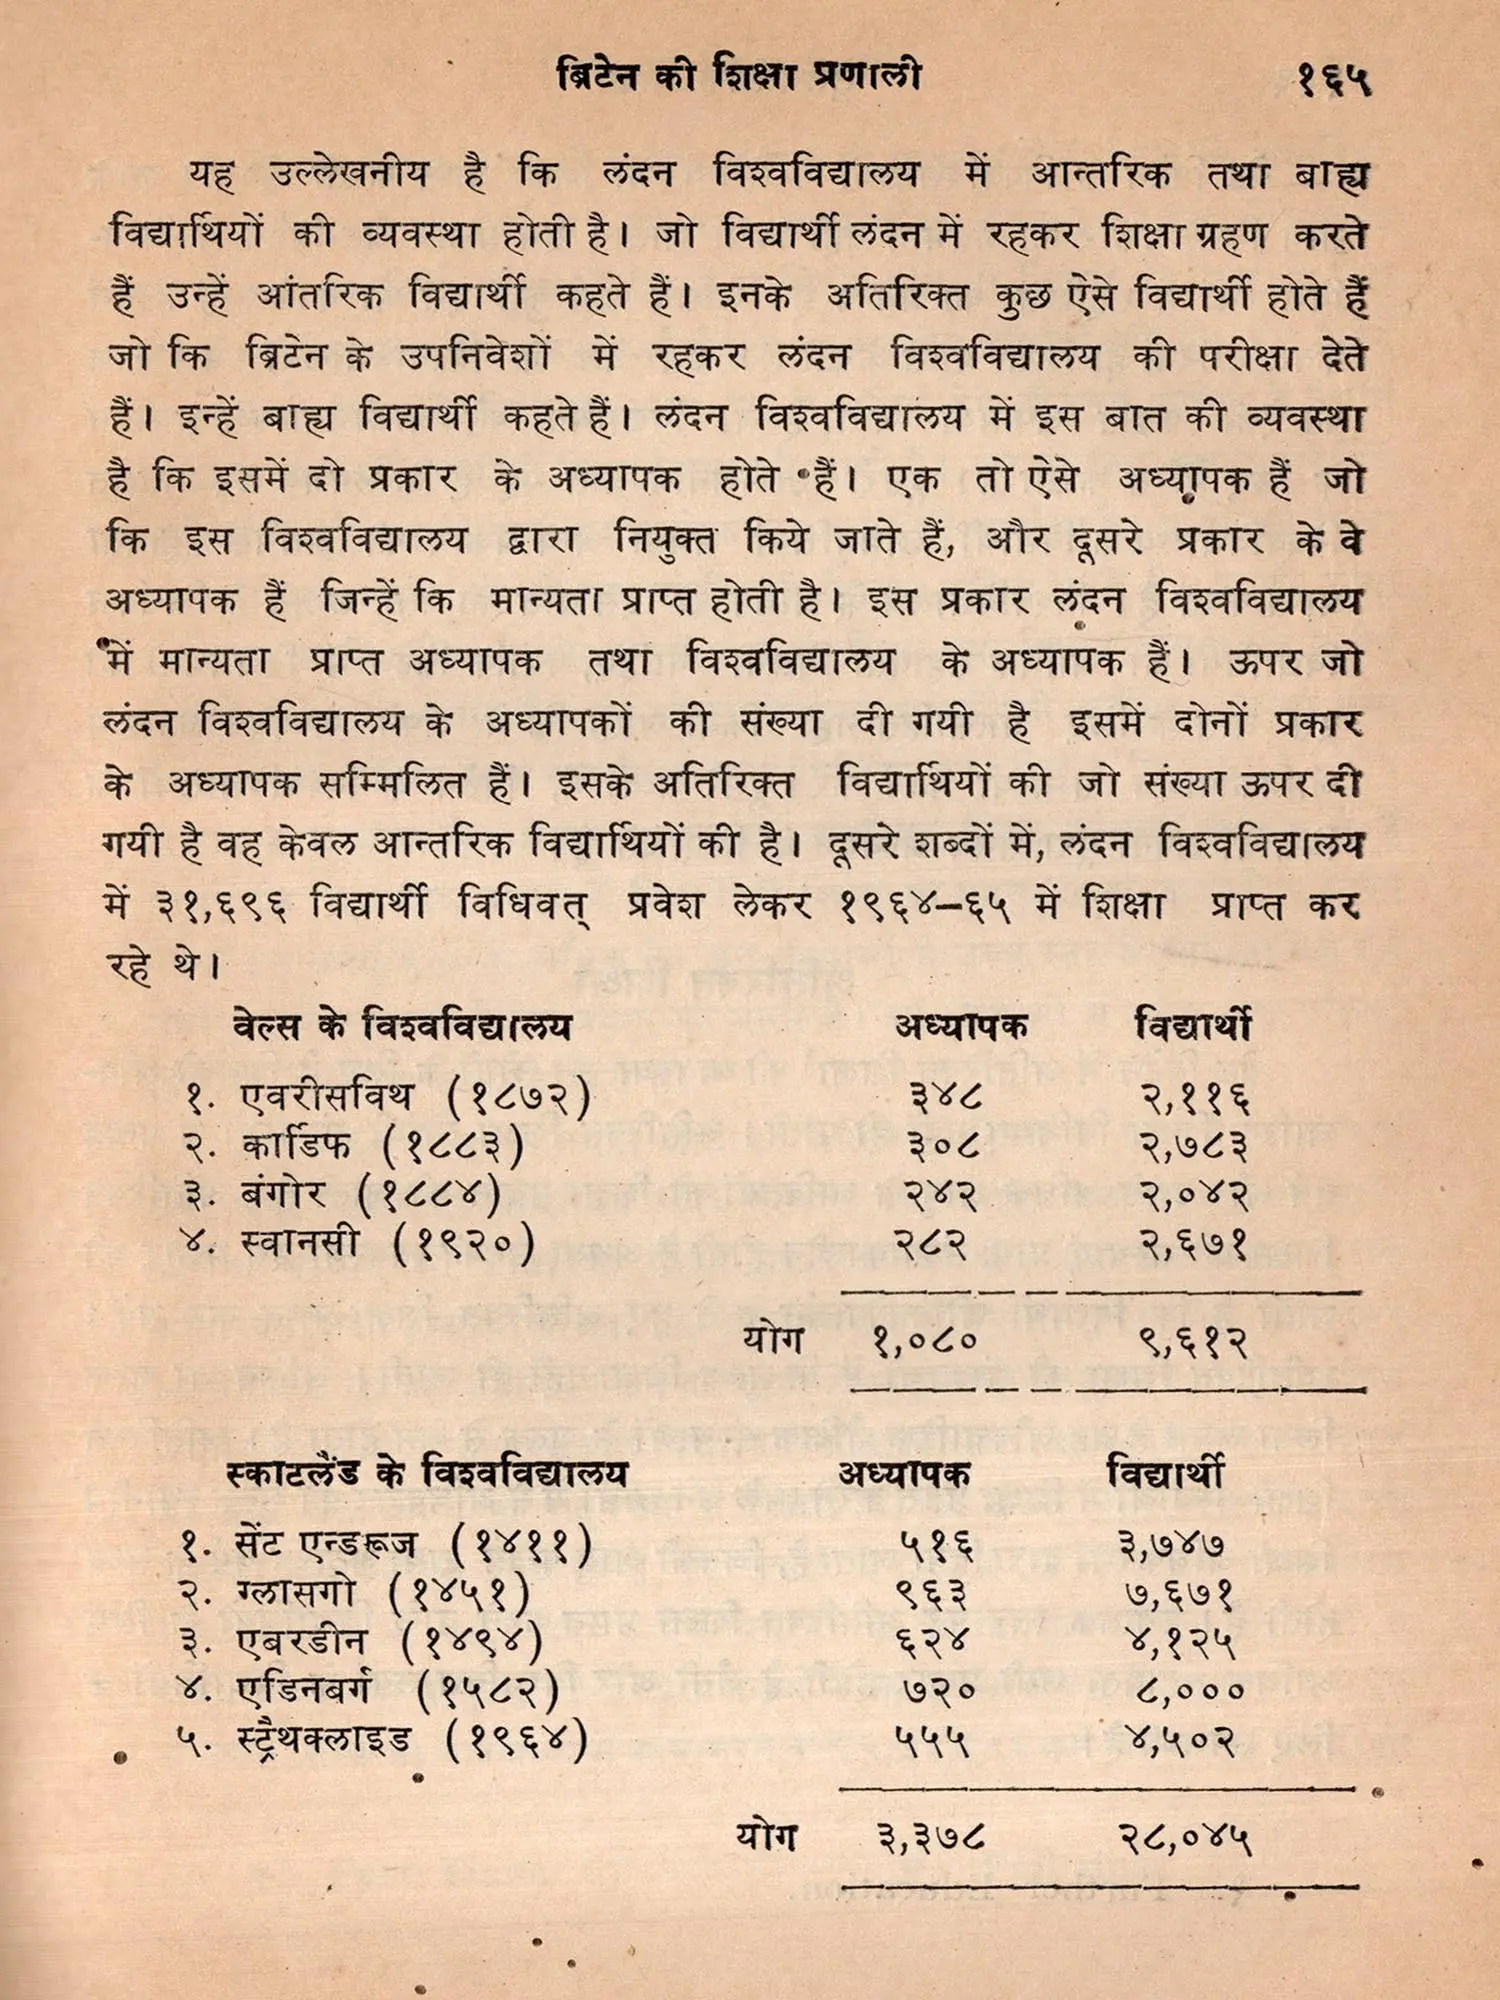 ब्रिटेन की शिक्षा प्रणाली १६५
यह उल्लेखनीय है कि लंदन विश्वविद्यालय में आन्तरिक तथा बाह्य
विद्यार्थियों की व्यवस्था होती है। जो विद्यार्थी लंदन में रहकर शिक्षा ग्रहण करते
हैं उन्हें आंतरिक विद्यार्थी कहते हैं। इनके अतिरिक्त कुछ ऐसे विद्यार्थी होते हैं
जो कि ब्रिटेन के उपनिवेशों में रहकर लंदन विश्वविद्यालय की परीक्षा देते
हैं। इन्हें बाह्य विद्यार्थी कहते हैं। लंदन विश्वविद्यालय में इस बात की व्यवस्था
है कि इसमें दो प्रकार के अध्यापक होते हैं। एक तो ऐसे अध्यापक हैं जो
कि इस विश्वविद्यालय द्वारा नियुक्त किये जाते हैं, और दूसरे प्रकार के वे
अध्यापक हैं जिन्हें कि मान्यता प्राप्त होती है। इस प्रकार लंदन विश्वविद्यालय
में मान्यता प्राप्त अध्यापक तथा विश्वविद्यालय के अध्यापक हैं। ऊपर जो
लंदन विश्वविद्यालय के अध्यापकों की संख्या दी गयी है इसमें दोनों प्रकार
के अध्यापक सम्मिलित हैं। इसके अतिरिक्त विद्यार्थियों की जो संख्या ऊपर दी
गयी है वह केवल आन्तरिक विद्यार्थियों की है। दूसरे शब्दों में, लंदन विश्वविद्यालय
में ३१,६९६ विद्यार्थी विधिवत् प्रवेश लेकर १९६४–६५ में शिक्षा प्राप्त कर
रहे थे।
वेल्स के विश्वविद्यालय अध्यापक विद्यार्थी
१. एवरीसविथ (१८७२) ३४८ २,११६
२. कार्डिफ (१८८३) ३०८ २,७८३
३. बंगोर (१८८४) २४२ २,०४२
४. स्वानसी (१९२०) २८२ २,६७१
योग १,०८० ९,६१२
स्काटलैंड के विश्वविद्यालय अध्यापक विद्यार्थी
१. सेंट एन्डरूज (१४११) ५१६ ३,७४७
२. ग्लासगो (१४५१) ९६३ ७,६७१
३. एबरडीन (१४९४) ६२४ ४,१२५
४. एडिनबर्ग (१५८२) ७२० ८,०००
५. स्ट्रैथक्लाइड (१९६४) ५५५ ४,५०२
योग ३,३७८ २८,०४५